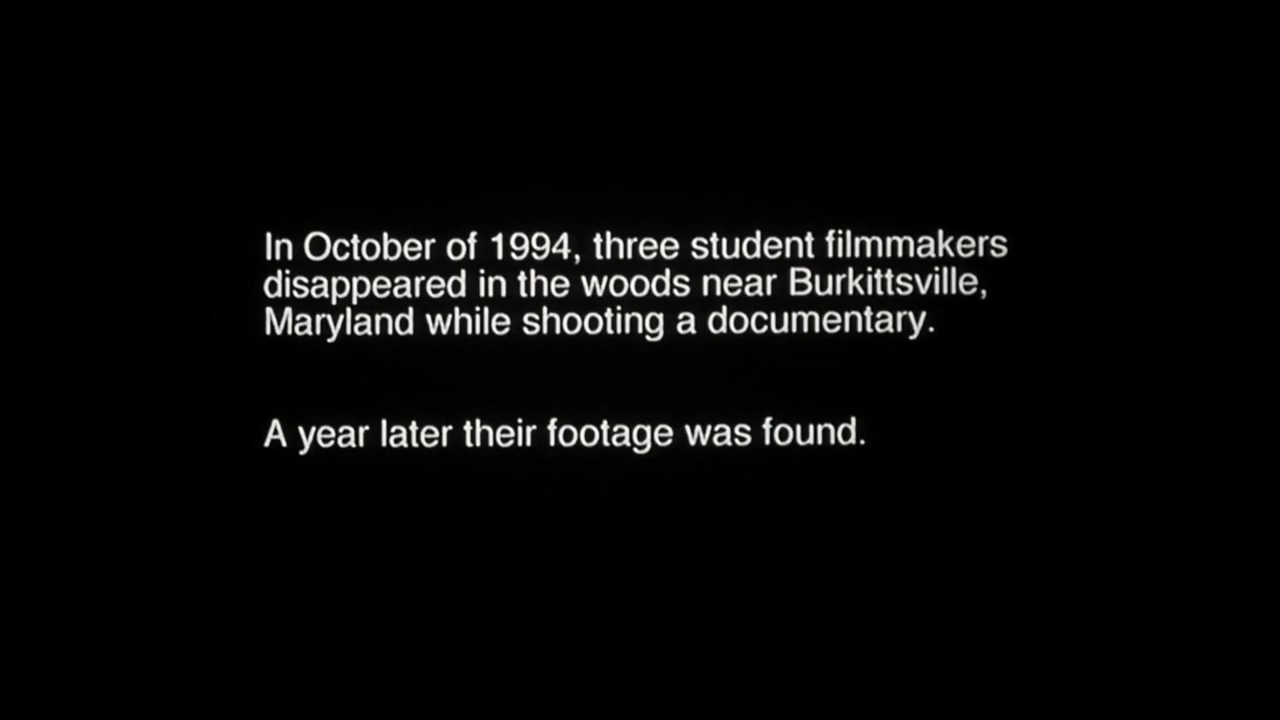 In October of 1994, three student filmmakers
disappeared in the woods near Burkittsville,
Maryland while shooting a documentary.
A year later their footage was found.